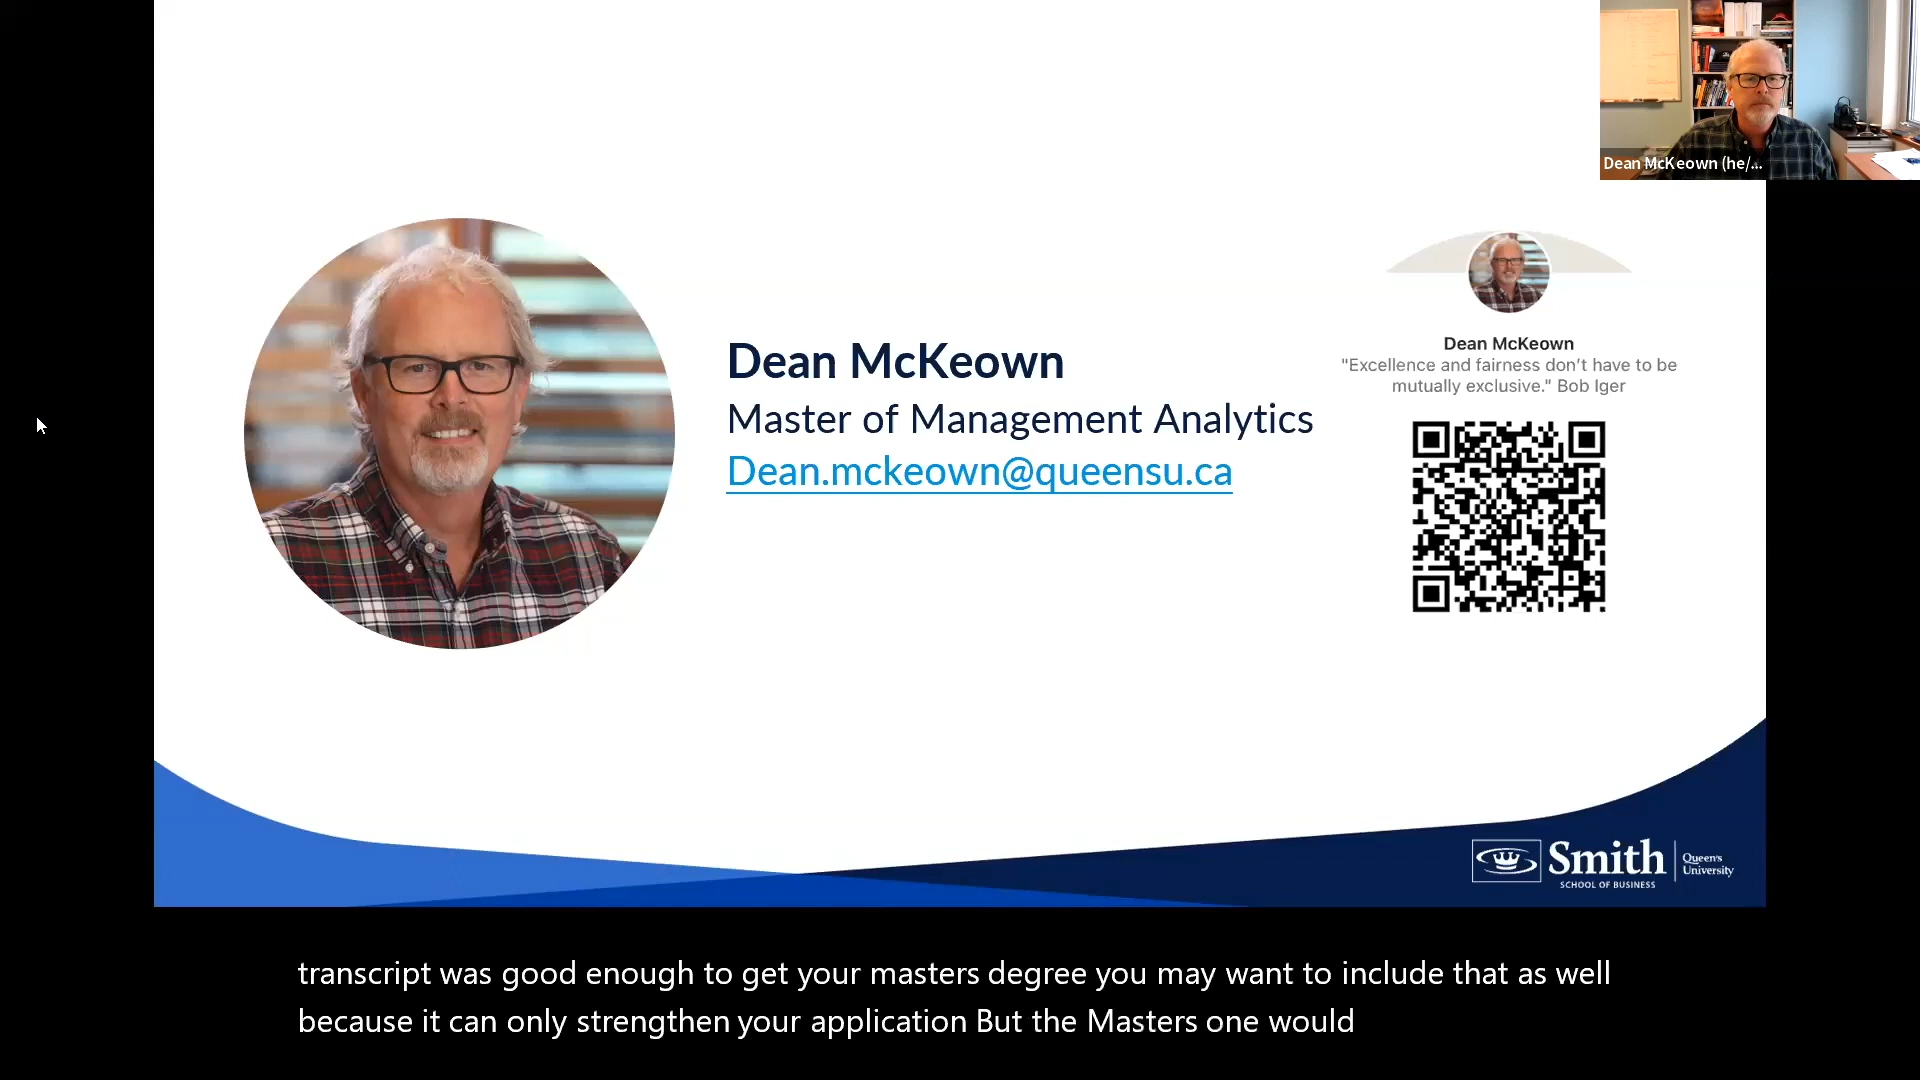 Dean McKeown (he/...
Dean McKeown
"Excellence and fairness don't have to be
mutually exclusive." Bob Iger
Dean McKeown
Master of Management Analytics
Dean.mckeown@queensu.ca
Smith
SCHOOL OF BUSINESS
Queen's
University
transcript was good enough to get your masters degree you may want to include that as well
because it can only strengthen your application But the Masters one would